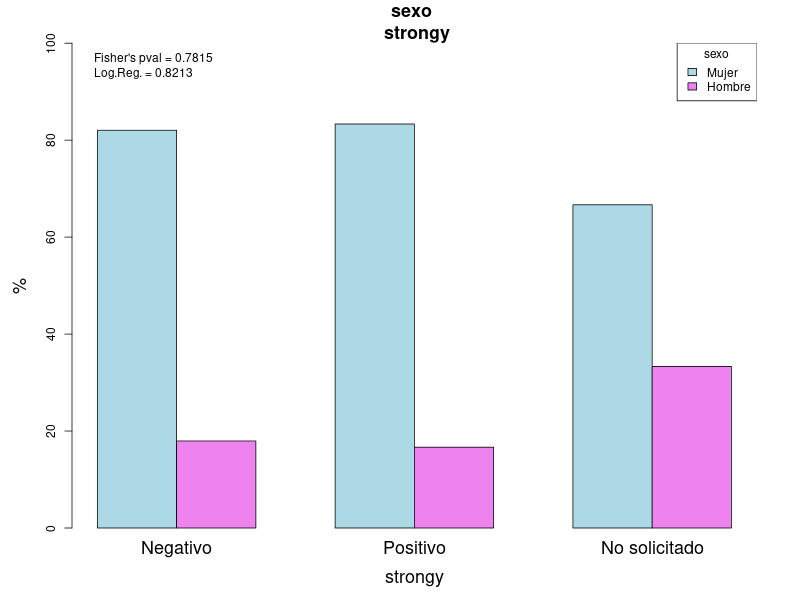 sexo
strongy
Fisher's pval = 0.7815
Log.Reg. = 0.8213
sexo
Mujer
Hombre
%
100
80
60
40
20
0
Negativo
Positivo
No solicitado
strongy